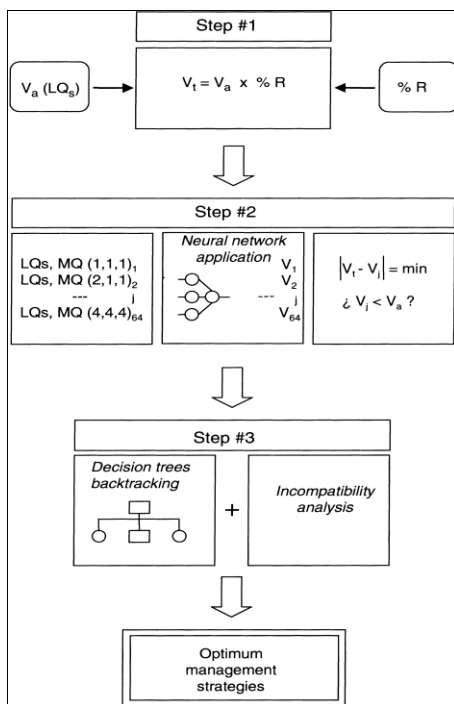 Step #1
V_a (LQ_s)
V_t = V_a x % R
% R
Step #2
LQs, MQ (1,1,1)_1
LQs, MQ (2,1,1)_2
--- j
LQs, MQ (4,4,4)_64
Neural network
application
V_1
V_2
--- j
V_64
|V_t - V_j| = min
¿ V_j < V_a ?
Step #3
Decision trees
backtracking
+
Incompatibility
analysis
Optimum
management
strategies